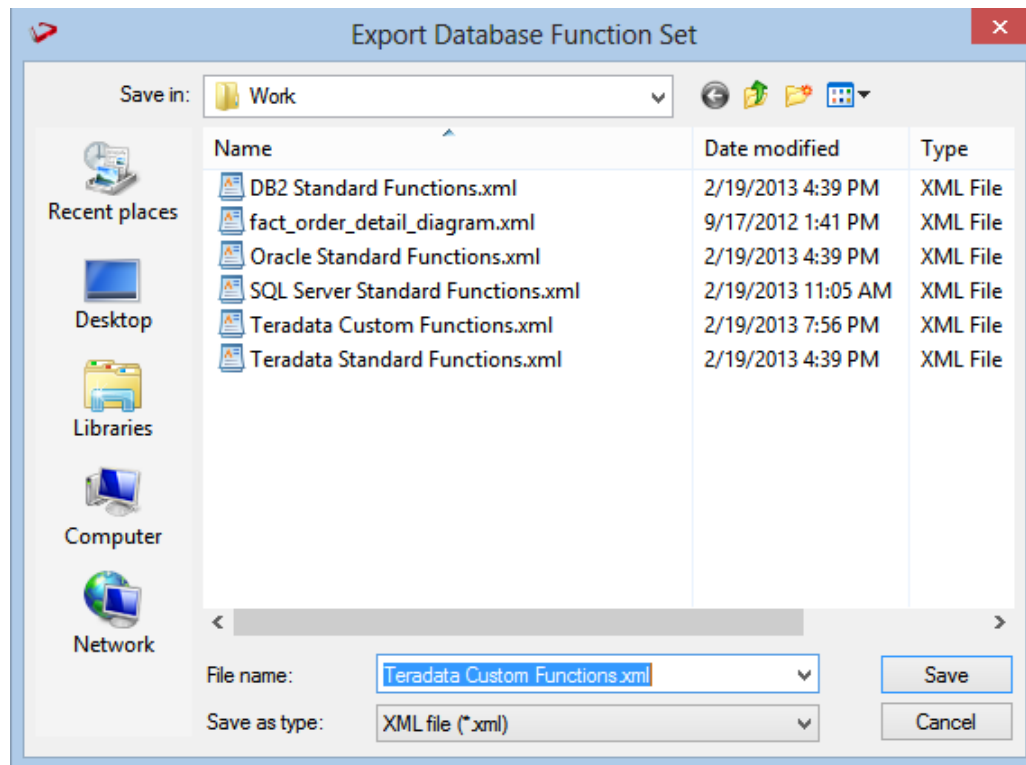 Export Database Function Set
Save in: Work
Name Date modified Type
DB2 Standard Functions.xml 2/19/2013 4:39 PM XML File
fact_order_detail_diagram.xml 9/17/2012 1:41 PM XML File
Oracle Standard Functions.xml 2/19/2013 4:39 PM XML File
SQL Server Standard Functions.xml 2/19/2013 11:05 AM XML File
Teradata Custom Functions.xml 2/19/2013 7:56 PM XML File
Teradata Standard Functions.xml 2/19/2013 4:39 PM XML File
Recent places
Desktop
Libraries
Computer
Network
File name: Teradata Custom Functions.xml Save
Save as type: XML file (*.xml) Cancel